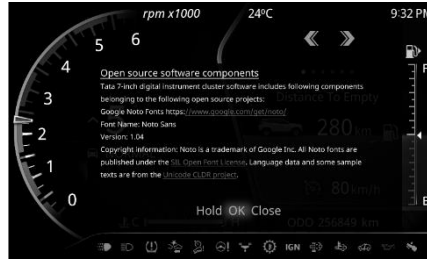 rpm x1000
24ºC
9:32 PM
6
5
4
3
2
1
0
Open source software components
Tata 7-inch digital instrument cluster software includes following components
belonging to the following open source projects:
Google Noto Fonts https://www.google.com/get/noto/
Font Name: Noto Sans
Version: 1.04
Copyright information: Noto is a trademark of Google Inc. All Noto fonts are
published under the SIL Open Font License. Language data and some sample
texts are from the Unicode CLDR project.
Distance To Empty
280 km
80 km/h
Hold OK Close
ODO 256849 km
F
E
IGN